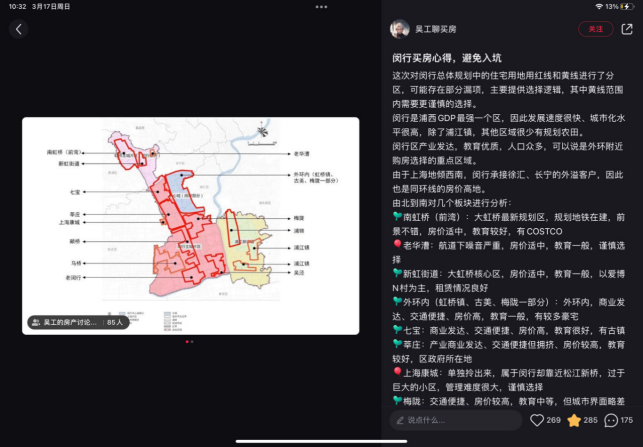 10:32 3月17日周日
13%
吴工聊买房
关注
闵行买房心得，避免入坑
这次对闵行总体规划中的住宅用地用红线和黄线进行了分
区，可能存在部分漏项，主要提供选择逻辑，其中黄线范围
内需要更谨慎的选择。
闵行是浦西GDP最强一个区，因此发展速度很快、城市化水
平很高，除了浦江镇，其他区域很少有规划农田。
闵行区产业发达，教育优质，人口众多，可以说是外环附近
购房选择的重点区域。
由于上海地倾西南，闵行承接徐汇、长宁的外溢客户，因此
也是同环线的房价高地。
由北到南对几个板块进行分析：
南虹桥（前湾）：大虹桥最新规划区，规划地铁在建，前
景不错，房价适中，教育较好，有COSTCO
老华漕：航道下噪音严重，房价适中，教育一般，谨慎选
择
新虹街道：大虹桥核心区，房价适中，教育一般，以爱博
N村为主，租赁情况良好
外环内（虹桥镇、古美、梅陇一部分）：外环内，商业发
达、交通便捷、房价高，教育一般，有较多豪宅
七宝：商业发达、交通便捷、房价高，教育很好，有古镇
莘庄：产业商业发达、交通便捷但拥挤、房价较高，教育
较好，区政府所在地
上海康城：单独拎出来，属于闵行却靠近松江新桥，过于
巨大的小区，管理难度很大，谨慎选择
梅陇：交通便捷、房价较高，教育中等，但城市界面略差
说点什么...
269
285
175
南虹桥（前湾）
新虹街道
七宝
莘庄
上海康城
颛桥
马桥
老闵行
老华漕
外环内（虹桥镇、
古美、梅陇一部分）
梅陇
浦锦
浦江镇
浦江镇
吴泾
吴工的房产讨论... 85人